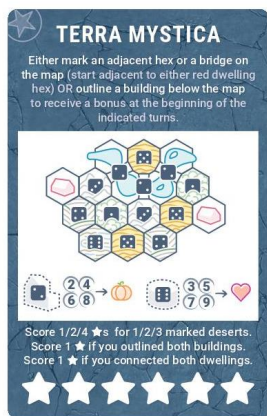 TERRA MYSTICA
Either mark an adjacent hex or a bridge on
the map (start adjacent to either red dwelling
hex) OR outline a building below the map
to receive a bonus at the beginning of the
indicated turns.
2 4 3 5
6 8 7 9
Score 1/2/4 ★s for 1/2/3 marked deserts.
Score 1 ★ if you outlined both buildings.
Score 1 ★ if you connected both dwellings.